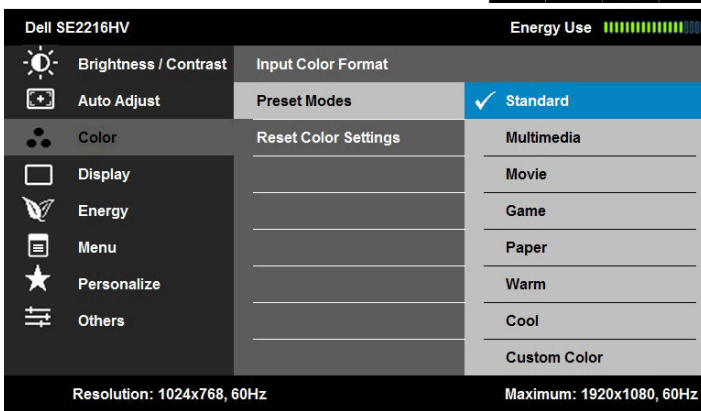 Dell SE2216HV Energy Use
Brightness / Contrast Input Color Format
Auto Adjust Preset Modes Standard
Color Reset Color Settings Multimedia
Display Movie
Energy Game
Menu Paper
Personalize Warm
Others Cool
Custom Color
Resolution: 1024x768, 60Hz Maximum: 1920x1080, 60Hz